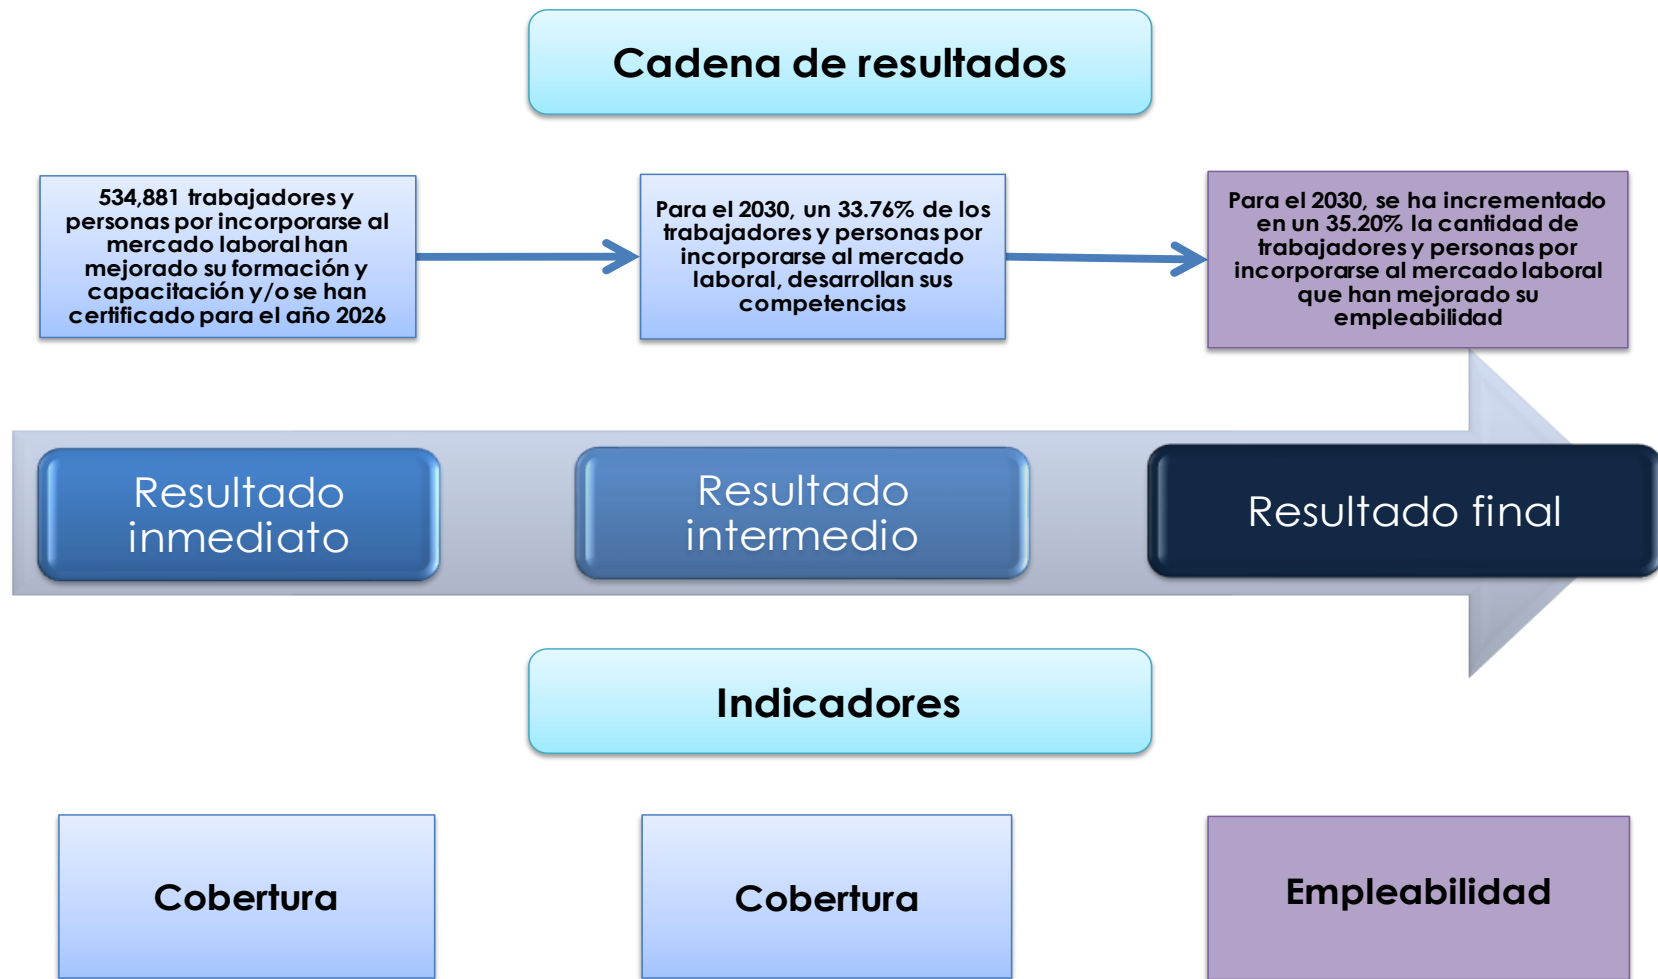 Cadena de resultados
534,881 trabajadores y
personas por incorporarse al
mercado laboral han
mejorado su formación y
capacitación y/o se han
certificado para el año 2026
Para el 2030, un 33.76% de los
trabajadores y personas por
incorporarse al mercado
laboral, desarrollan sus
competencias
Para el 2030, se ha incrementado
en un 35.20% la cantidad de
trabajadores y personas por
incorporarse al mercado laboral
que han mejorado su
empleabilidad
Resultado
inmediato
Resultado
intermedio
Resultado final
Indicadores
Cobertura
Cobertura
Empleabilidad